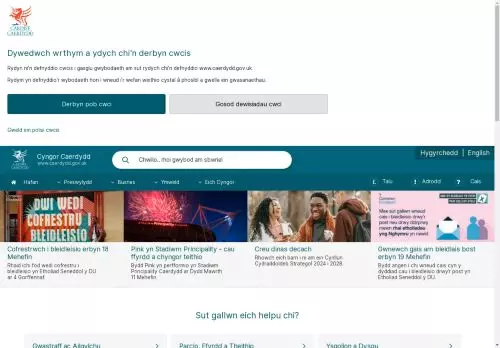 CARDIFF
CAERDYDD
Dywedwch wrthym a ydych chi'n derbyn cwcis
Rydyn ni'n defnyddio cwcis i gasglu gwybodaeth am sut rydych chi'n defnyddio www.caerdydd.gov.uk.
Rydym yn defnyddio'r wybodaeth hon i wneud i'r wefan weithio cystal â phosibl a gwella ein gwasanaethau.
Derbyn pob cwci
Gosod dewisiadau cwci
Gweld ein polisi cwcis
Hygyrchedd | English
Cyngor Caerdydd
www.caerdydd.gov.uk
Chwilio.. rhoi gwybod am sbwriel
Hafan
Preswylydd
Busnes
Ymweld
Eich Cyngor
Talu
Adrodd
Cais
DWI WEDI
COFRESTRU I
BLEIDLEISIO
Cofrestrwch i bleidleisio erbyn 18
Mehefin
Rhaid ichi fod wedi cofrestru i
bleidleisio yn Etholiad Seneddol y DU
ar 4 Gorffennaf
Pink yn Stadiwm Principality - cau
ffyrdd a chyngor teithio
Bydd Pink yn perfformio yn Stadiwm
Principality Caerdydd ar Dydd Mawrth
11 Mehefin
Creu dinas decach
Rhowch eich barn i re am ein Cynllun
Cydraddoldeb Strategol 2024 i 2028.
Gwnewch gais am bleidlais bost
erbyn 19 Mehefin
Bydd angen i chi wneud cais cyn y
dyddiad cau i bleidleisio drwy'r post yn
Etholiad Seneddol y DU.
Sut gallwn eich helpu chi?
Gwastraff ac Ailgylchu
Parcio, Ffyrdd a Theithio
Ysgolion a Dysgu